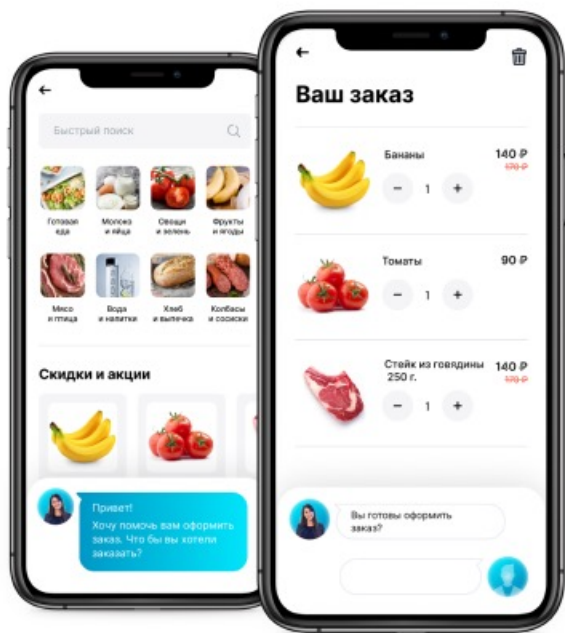 Быстрый поиск
Готовая
еда
Молоко
и яйца
Овощи
и зелень
Фрукты
и ягоды
Мясо
и птица
Вода
и напитки
Хлеб
и выпечка
Колбасы
и сосиски
Скидки и акции
Привет!
Хочу помочь вам оформить
заказ. Что бы вы хотели
заказать?
Ваш заказ
Бананы
140 ₽
170 ₽
1
Томаты
90 ₽
1
Стейк из говядины
250 г.
140 ₽
170 ₽
1
Вы готовы оформить
заказ?